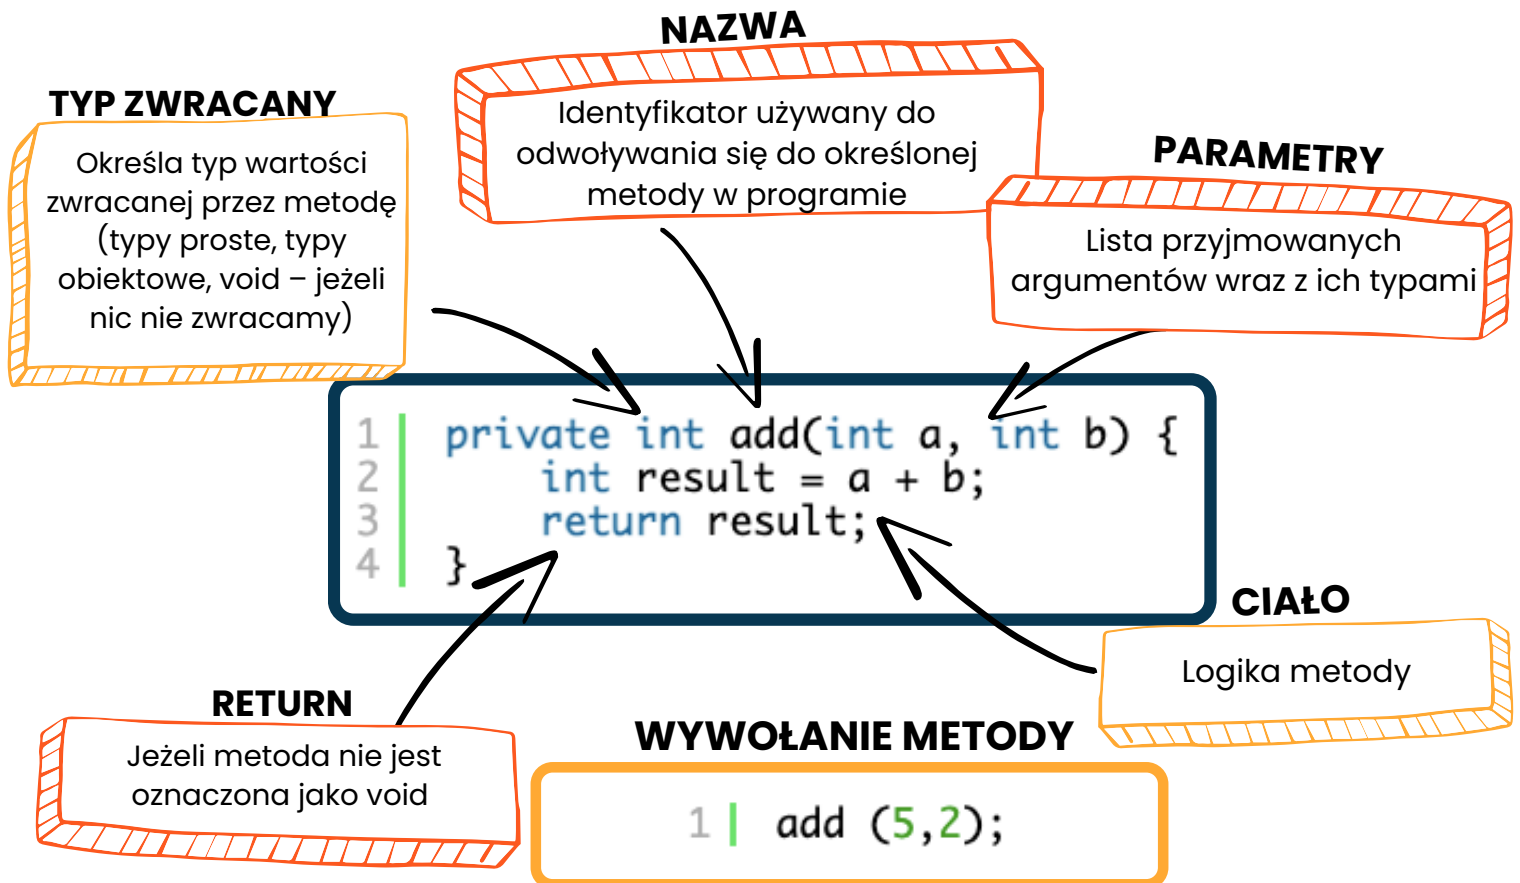 NAZWA
Identyfikator używany do
odwoływania się do określonej
metody w programie
TYP ZWRACANY
Określa typ wartości
zwracanej przez metodę
(typy proste, typy
obiektowe, void – jeżeli
nic nie zwracamy)
PARAMETRY
Lista przyjmowanych
argumentów wraz z ich typami
1 private int add(int a, int b) {
2 int result = a + b;
3 return result;
4 }
CIAŁO
Logika metody
RETURN
Jeżeli metoda nie jest
oznaczona jako void
WYWOŁANIE METODY
1 add (5,2);